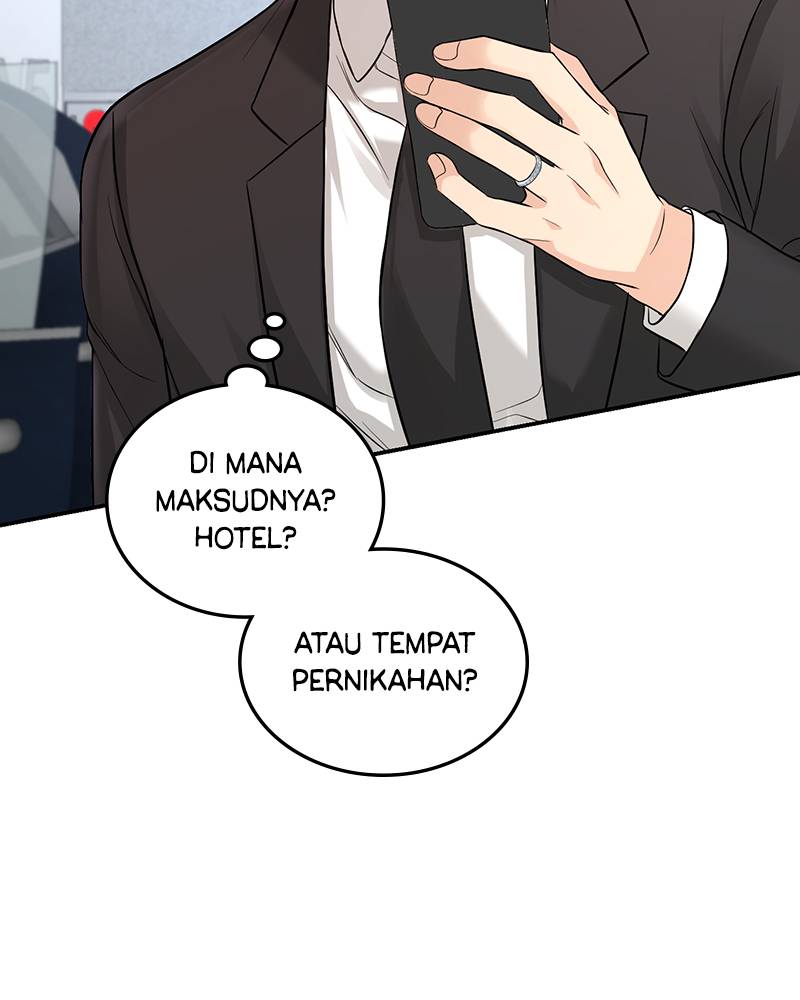 DI MANA
MAKSUDNYA?
HOTEL?
ATAU TEMPAT
PERNIKAHAN?